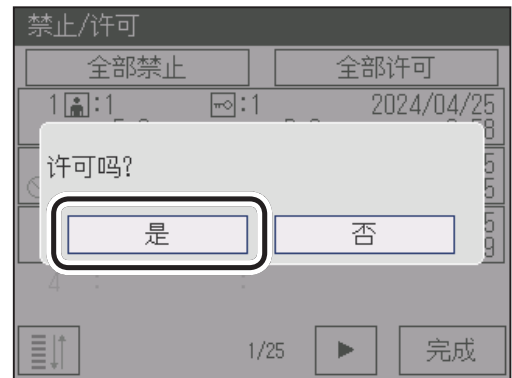 禁止/许可
全部禁止 全部许可
1 :1 :1 2024/04/25
许可吗?
是 否
4 : :
1/25 完成